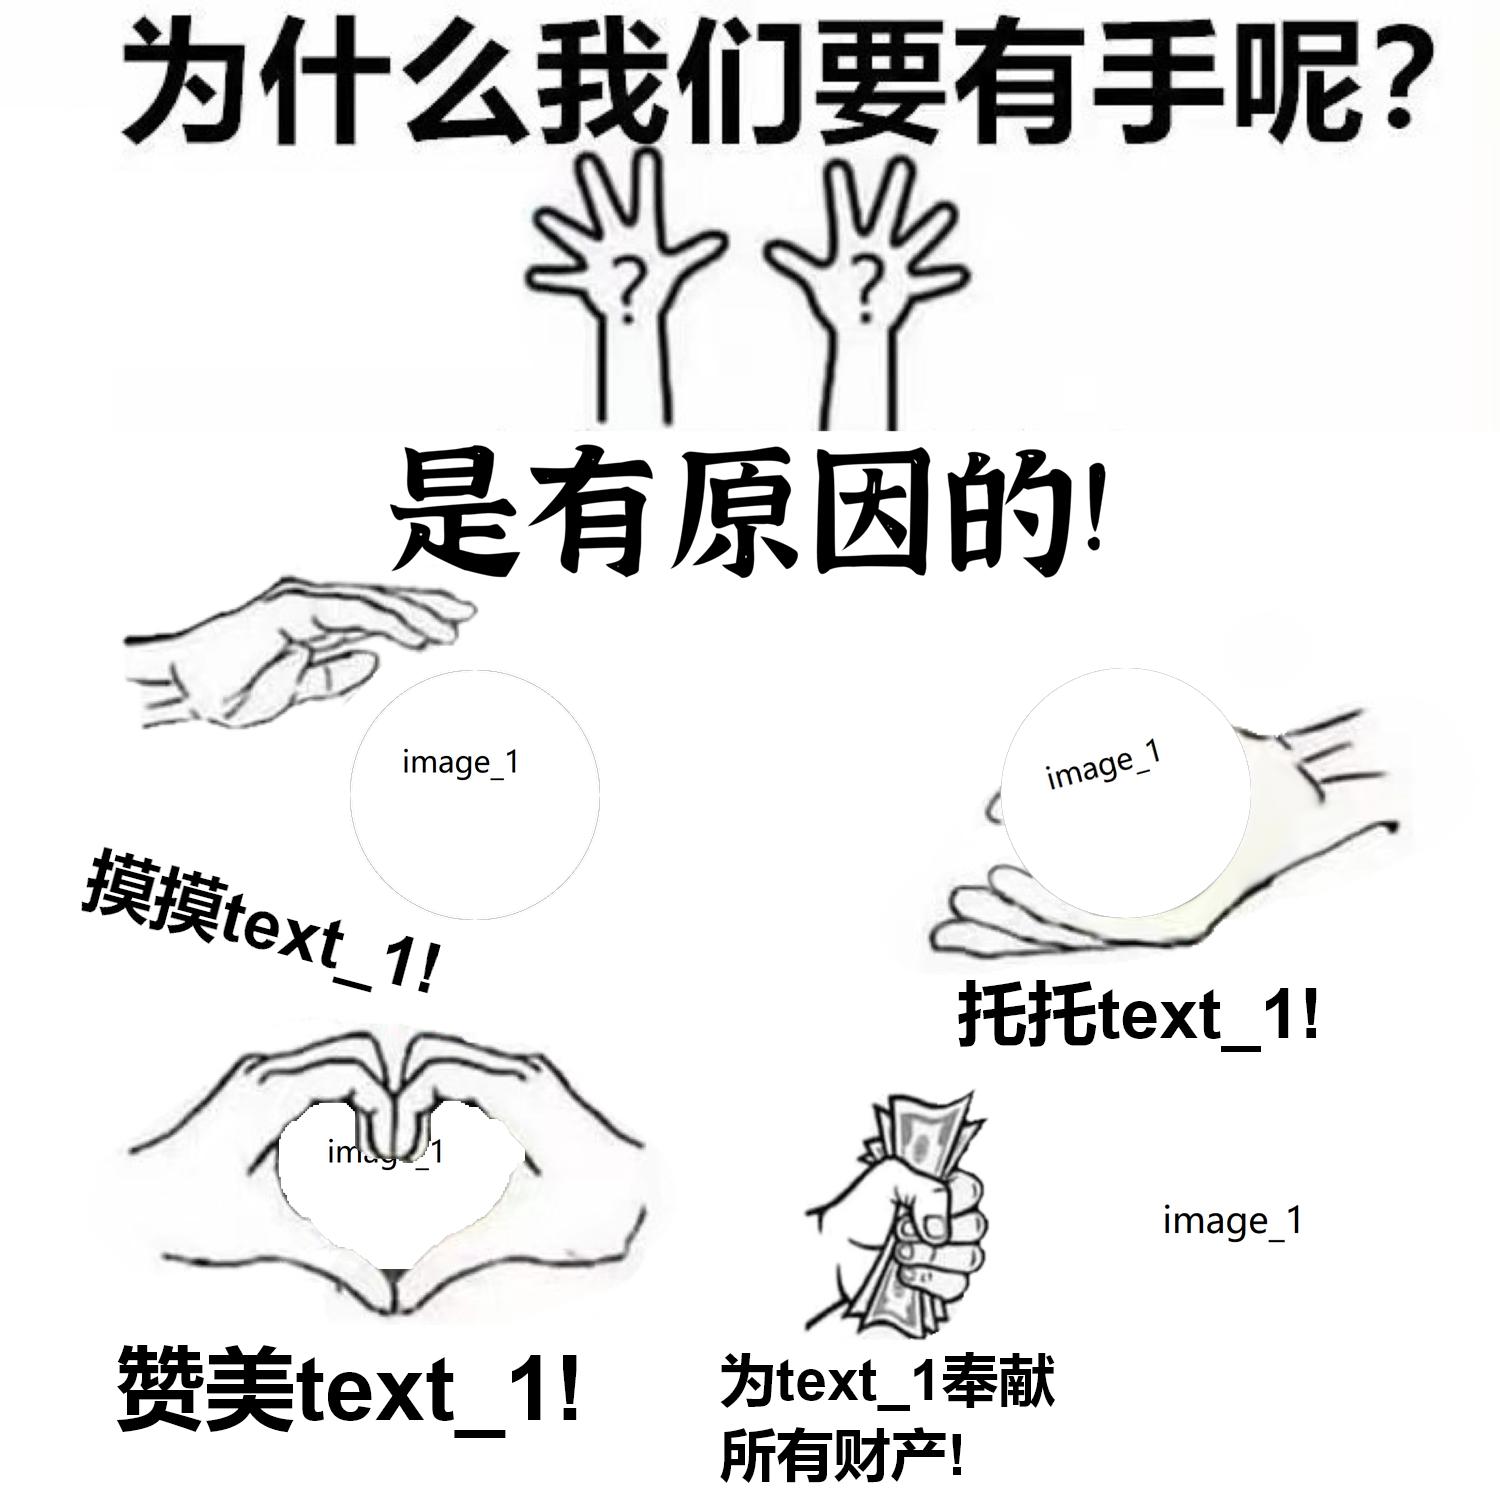 为什么我们要有手呢?
? ?
是有原因的!
image_1
image_1
摸摸text_1!
托托text_1!
image_1
image_1
赞美text_1!
为text_1奉献
所有财产!